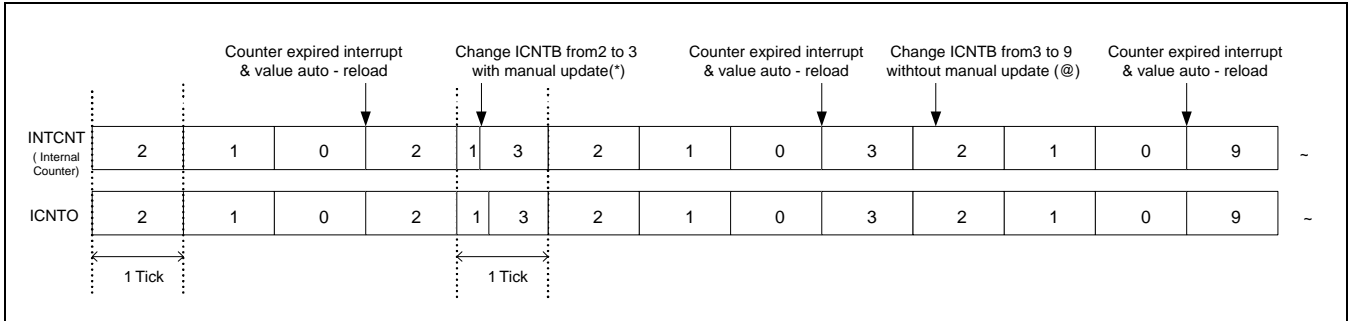 Counter expired interrupt
& value auto - reload
Change ICNTB from2 to 3
with manual update(*)
Counter expired interrupt
& value auto - reload
Change ICNTB from3 to 9
withtout manual update (@)
Counter expired interrupt
& value auto - reload
INTCNT
( Internal
Counter)
2 1 0 2 1 3 2 1 0 3 2 1 0 9 ~
ICNTO 2 1 0 2 1 3 2 1 0 3 2 1 0 9 ~
1 Tick 1 Tick